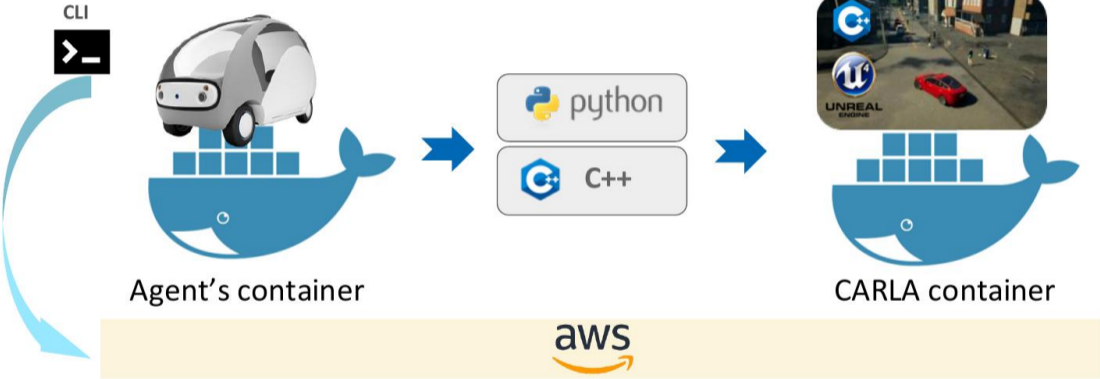 CLI
>_
python
C++
C++
UNREAL
ENGINE
C++
Agent's container
CARLA container
aws